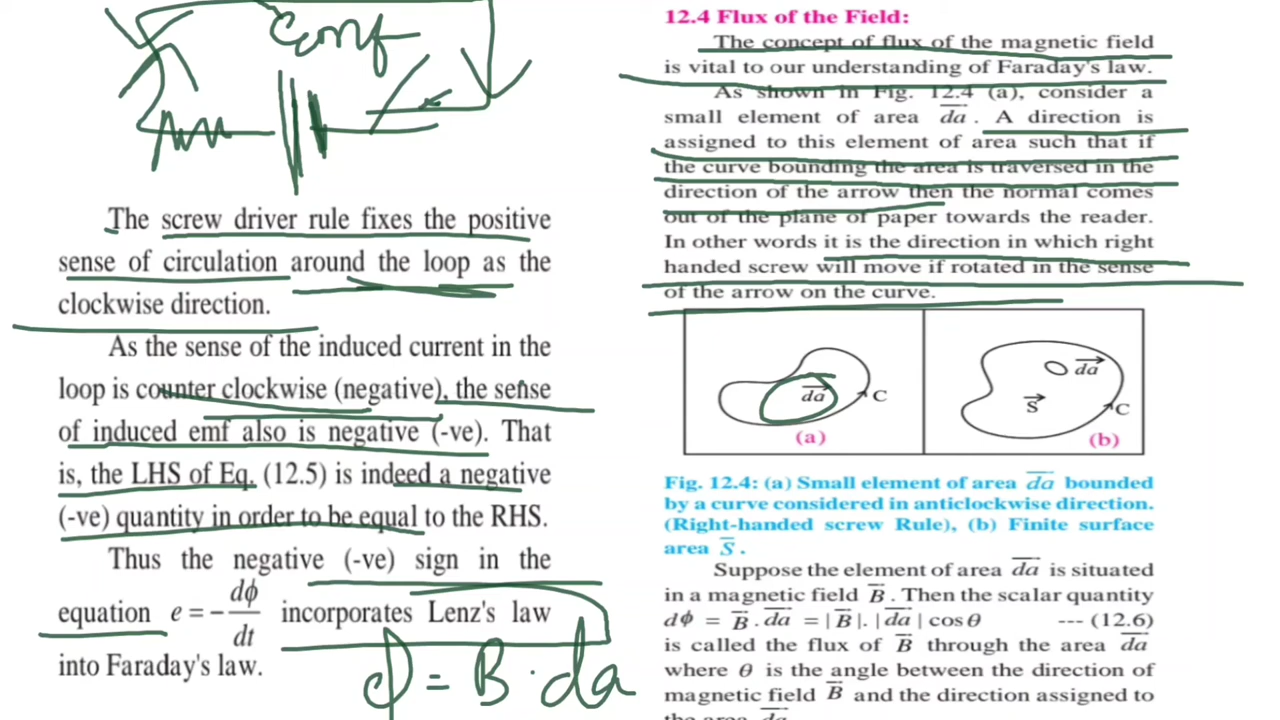 conf
The screw driver rule fixes the positive
sense of circulation around the loop as the
clockwise direction.
As the sense of the induced current in the
loop is counter clockwise (negative), the sense
of induced emf also is negative (-ve). That
is, the LHS of Eq. (12.5) is indeed a negative
(-ve) quantity in order to be equal to the RHS.
Thus the negative (-ve) sign in the
equation e = - dϕ/dt incorporates Lenz's law
into Faraday's law.
ϕ = B · da
12.4 Flux of the Field:
The concept of flux of the magnetic field
is vital to our understanding of Faraday's law.
As shown in Fig. 12.4 (a), consider a
small element of area da. A direction is
assigned to this element of area such that if
the curve bounding the area is traversed in the
direction of the arrow then the normal comes
out of the plane of paper towards the reader.
In other words it is the direction in which right
handed screw will move if rotated in the sense
of the arrow on the curve.
da
C
(a)
da
S
C
(b)
Fig. 12.4: (a) Small element of area da bounded
by a curve considered in anticlockwise direction.
(Right-handed screw Rule), (b) Finite surface
area S.
Suppose the element of area da is situated
in a magnetic field B. Then the scalar quantity
dϕ = B . da = |B|. |da| cosθ --- (12.6)
is called the flux of B through the area da
where θ is the angle between the direction of
magnetic field B and the direction assigned to
the area da